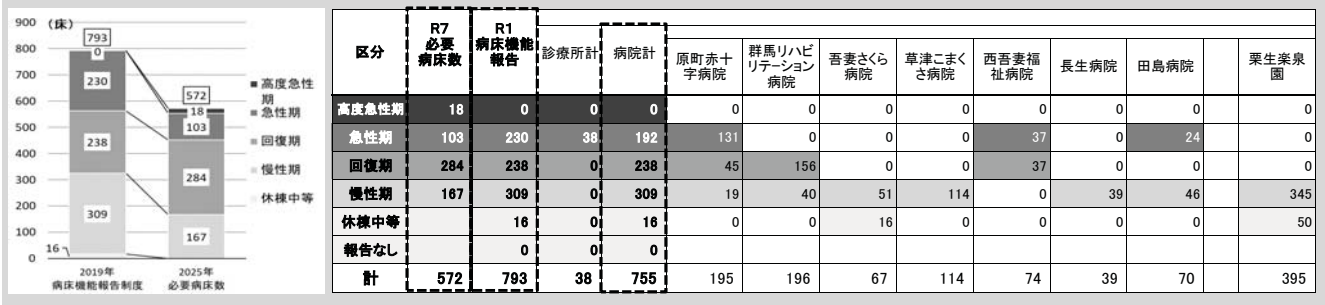 900 (床)
800
700
600
500
400
300
200
100
0
793
0
230
238
309
16
572
18
103
284
167
2019年
病床機能報告制度
2025年
必要病床数
■高度急性
期
■急性期
■回復期
■慢性期
■休棟中等
区分 R7 必要 病床数 R1 病床機能 報告 診療所計 病院計 原町赤十 字病院 群馬リハビ リテーション 病院 吾妻さくら 病院 草津こまく さ病院 西吾妻福 祉病院 長生病院 田島病院 栗生楽泉 園
高度急性期 18 0 0 0 0 0 0 0 0 0 0 0
急性期 103 230 38 192 131 0 0 0 37 0 24 0
回復期 284 238 0 238 45 156 0 0 37 0 0 0
慢性期 167 309 0 309 19 40 51 114 0 39 46 345
休棟中等 16 0 16 0 0 16 0 0 0 0 50
報告なし 0 0 0
計 572 793 38 755 195 196 67 114 74 39 70 395